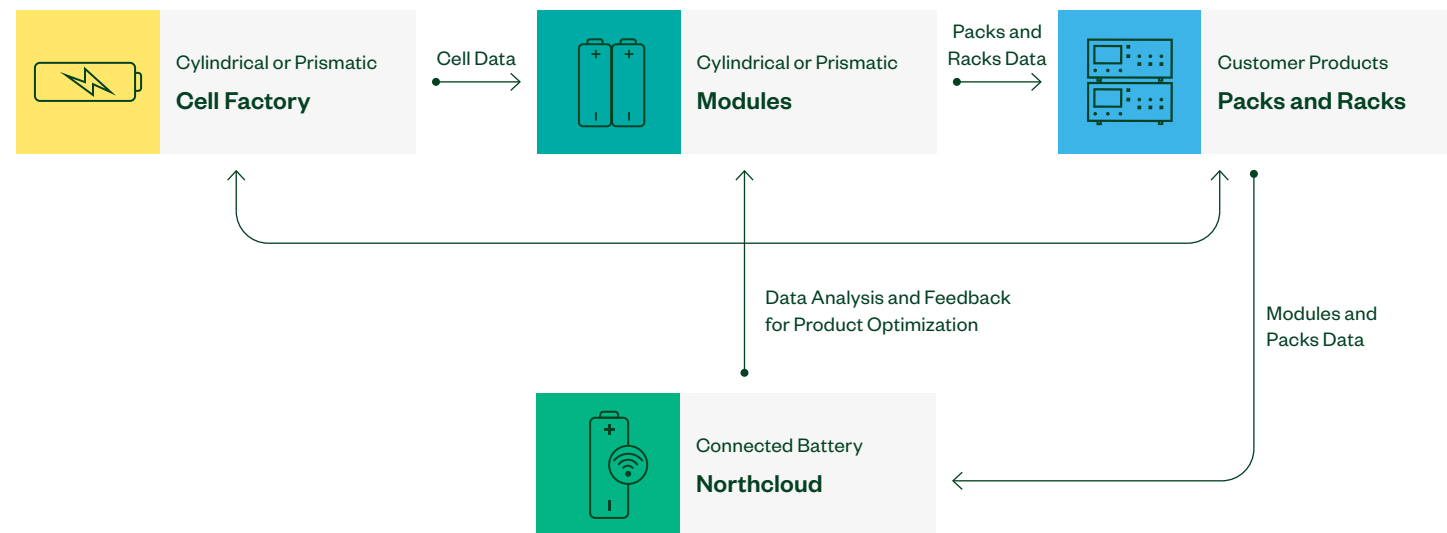 Cylindrical or Prismatic
Cell Factory
Cell Data
Cylindrical or Prismatic
Modules
Packs and
Racks Data
Customer Products
Packs and Racks
Data Analysis and Feedback
for Product Optimization
Modules and
Packs Data
Connected Battery
Northcloud